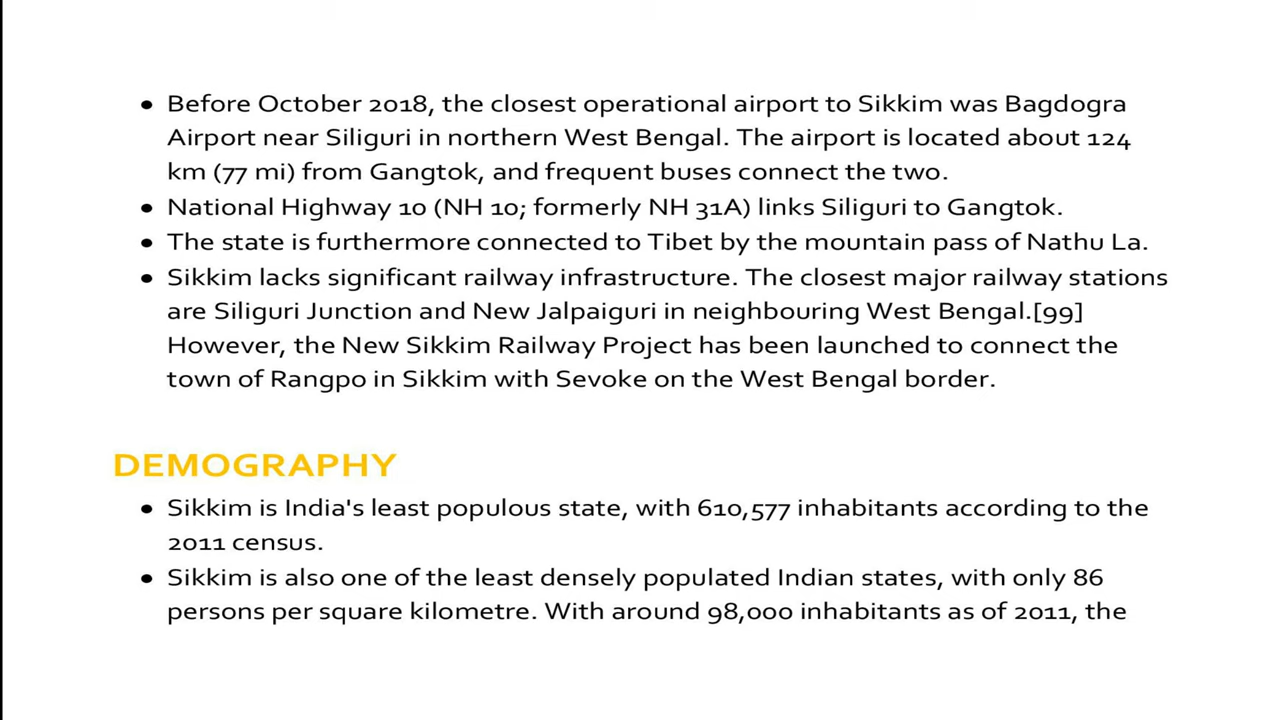 ● Before October 2018, the closest operational airport to Sikkim was Bagdogra
Airport near Siliguri in northern West Bengal. The airport is located about 124
km (77 mi) from Gangtok, and frequent buses connect the two.
● National Highway 10 (NH 10; formerly NH 31A) links Siliguri to Gangtok.
● The state is furthermore connected to Tibet by the mountain pass of Nathu La.
● Sikkim lacks significant railway infrastructure. The closest major railway stations
are Siliguri Junction and New Jalpaiguri in neighbouring West Bengal.[99]
However, the New Sikkim Railway Project has been launched to connect the
town of Rangpo in Sikkim with Sevoke on the West Bengal border.
DEMOGRAPHY
● Sikkim is India's least populous state, with 610,577 inhabitants according to the
2011 census.
● Sikkim is also one of the least densely populated Indian states, with only 86
persons per square kilometre. With around 98,000 inhabitants as of 2011, the